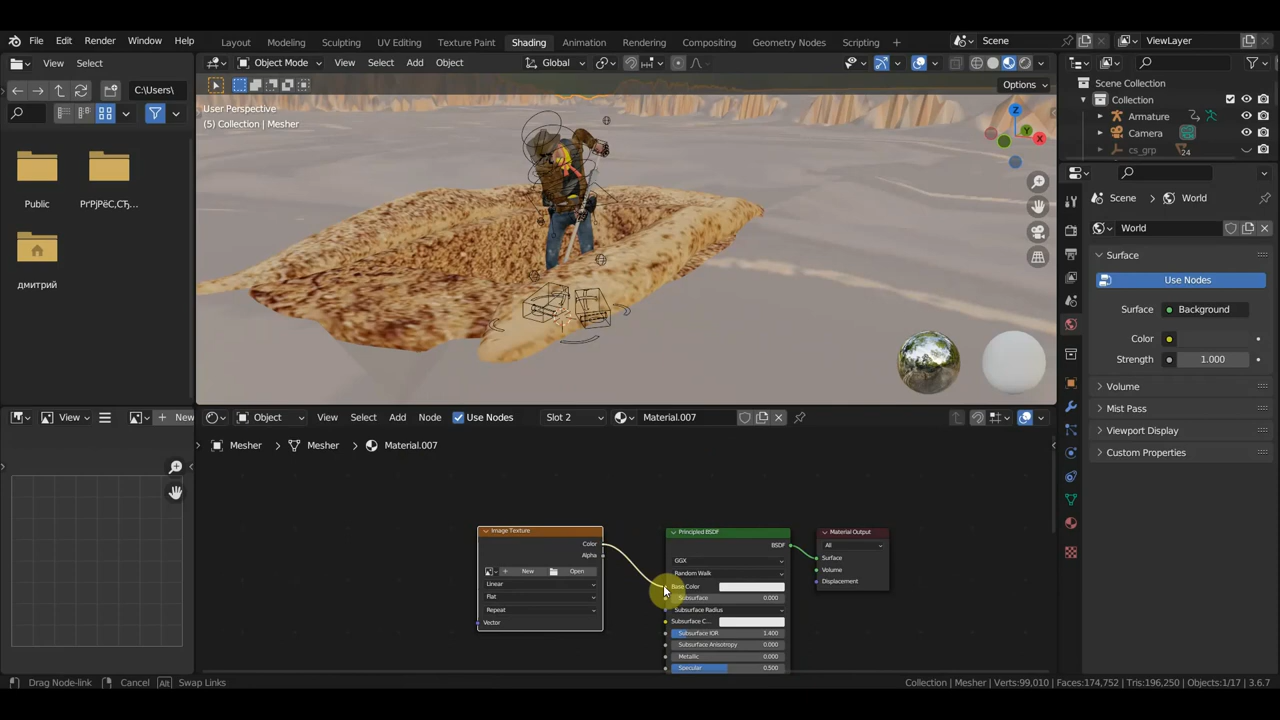 File Edit Render Window Help
Layout Modeling Sculpting UV Editing Texture Paint Shading Animation Rendering Compositing Geometry Nodes Scripting
Scene ViewLayer
View Select
Object Mode View Select Add Object Global
C:\Users\
Options
User Perspective
(5) Collection | Mesher
Public
РгРјРёС‚СЂ...
дмитрий
Scene Collection
Collection
Armature
Camera
cs_grp 24
Scene > World
World
Surface
Use Nodes
Surface Background
Color
Strength 1.000
Volume
Mist Pass
Viewport Display
Custom Properties
View New
Object View Select Add Node Use Nodes Slot 2 Material.007
Mesher > Mesher > Material.007
Image Texture
Color
Alpha
New Open
Linear
Flat
Repeat
Vector
Principled BSDF
BSDF
GGX
Random Walk
Base Color
Subsurface 0.000
Subsurface Radius
Subsurface C...
Subsurface IOR 1.400
Subsurface Anisotropy 0.000
Metallic 0.000
Specular 0.500
Material Output
All
Surface
Volume
Displacement
X
Y
Z
Drag Node-link Cancel Alt Swap Links
Collection | Mesher | Verts:99,010 | Faces:174,752 | Tris:196,250 | Objects:1/17 | 3.6.7